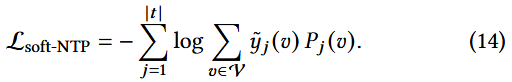 ℒ_soft-NTP = − ∑_{j=1}^{|t|} log ∑_{v∈𝒱} ỹ_j(v) P_j(v). (14)